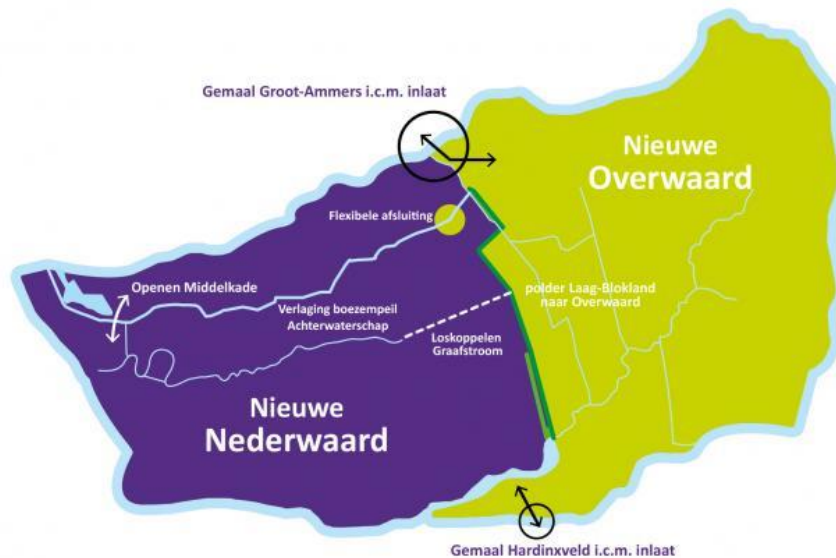 Gemaal Groot-Ammers i.c.m. inlaat
Nieuwe
Overwaard
Flexibele afsluiting
Openen Middelkade
Verlaging boezempeil
Achterwaterschap
polder Laag-Blokland
naar Overwaard
Loskoppelen
Graafstroom
Nieuwe
Nederwaard
Gemaal Hardinxveld i.c.m. inlaat